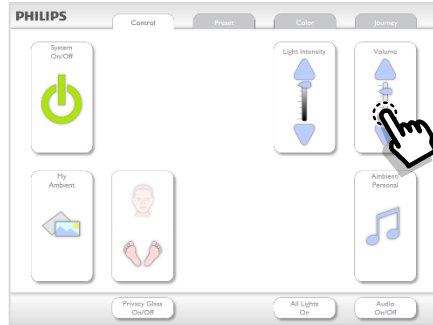 PHILIPS
Control
Preset
Color
Journey
System
On/Off
Light Intensity
Volume
My
Ambient
Ambient/
Personal
Privacy Glass
On/Off
All Lights
On
Audio
On/Off